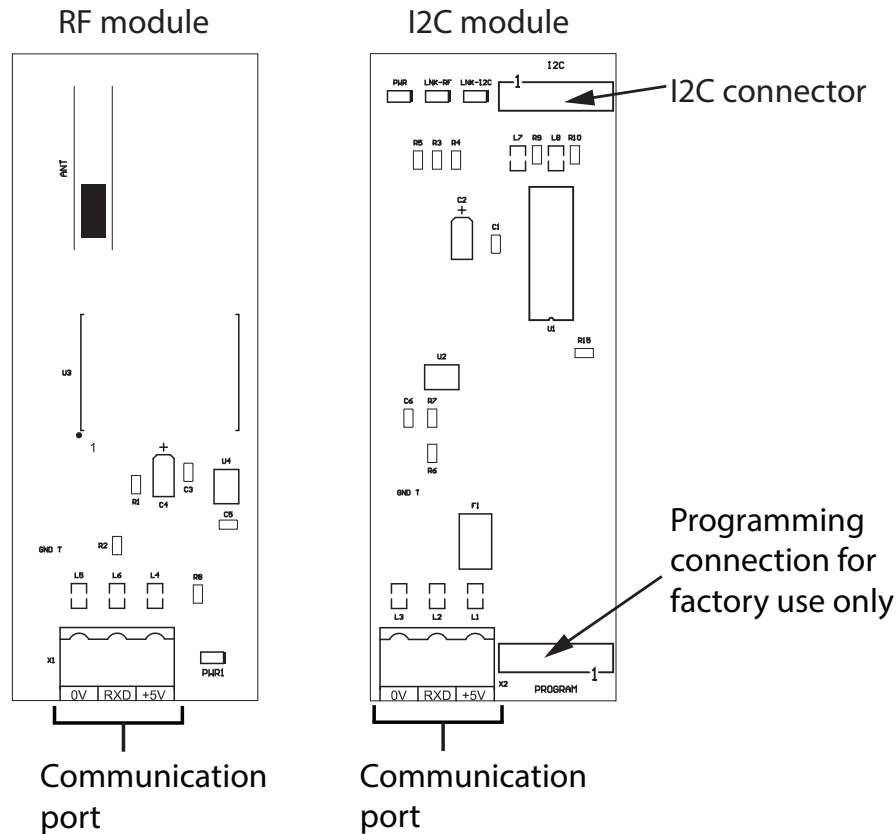 RF module
I2C module
ANT
U3
1
+
U4
R1
C4
C3
C5
GND T
R2
L5
L6
L4
R8
X1
PWR1
0V
RXD
+5V
Communication
port
I2C
PWR
LNK-RF
LNK-I2C
1
I2C connector
R5
R3
R4
L7
R9
L8
R10
C2
+
C1
U1
R15
U2
C6
R7
R6
GND T
F1
Programming
connection for
factory use only
L3
L2
L1
X2
1
PROGRAM
0V
RXD
+5V
Communication
port